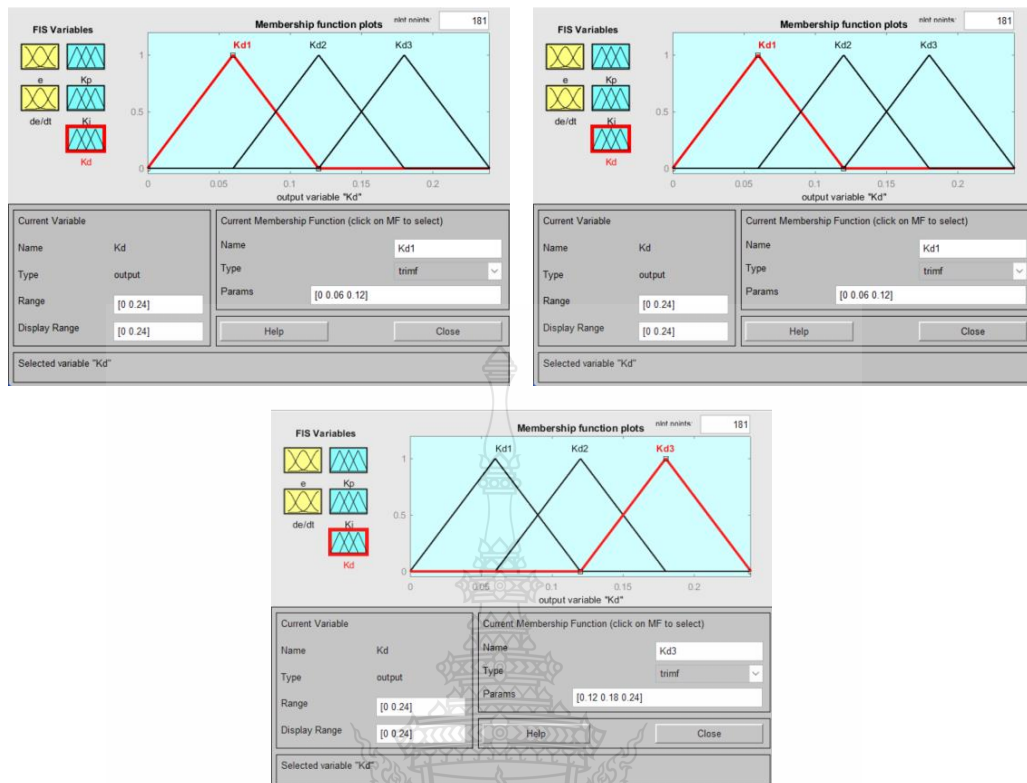 FIS Variables
Membership function plots plot points: 181
Kd1 Kd2 Kd3
e Kp
de/dt Ki
Kd
1
0.5
0
0 0.05 0.1 0.15 0.2
output variable "Kd"
Current Variable
Name Kd
Type output
Range [0 0.24]
Display Range [0 0.24]
Current Membership Function (click on MF to select)
Name Kd1
Type trimf
Params [0 0.06 0.12]
Help Close
Selected variable "Kd"
FIS Variables
Membership function plots plot points: 181
Kd1 Kd2 Kd3
e Kp
de/dt Ki
Kd
1
0.5
0
0 0.05 0.1 0.15 0.2
output variable "Kd"
Current Variable
Name Kd
Type output
Range [0 0.24]
Display Range [0 0.24]
Current Membership Function (click on MF to select)
Name Kd1
Type trimf
Params [0 0.06 0.12]
Help Close
Selected variable "Kd"
FIS Variables
Membership function plots plot points: 181
Kd1 Kd2 Kd3
e Kp
de/dt Ki
Kd
1
0.5
0
0 0.05 0.1 0.15 0.2
output variable "Kd"
Current Variable
Name Kd
Type output
Range [0 0.24]
Display Range [0 0.24]
Current Membership Function (click on MF to select)
Name Kd3
Type trimf
Params [0.12 0.18 0.24]
Help Close
Selected variable "Kd"